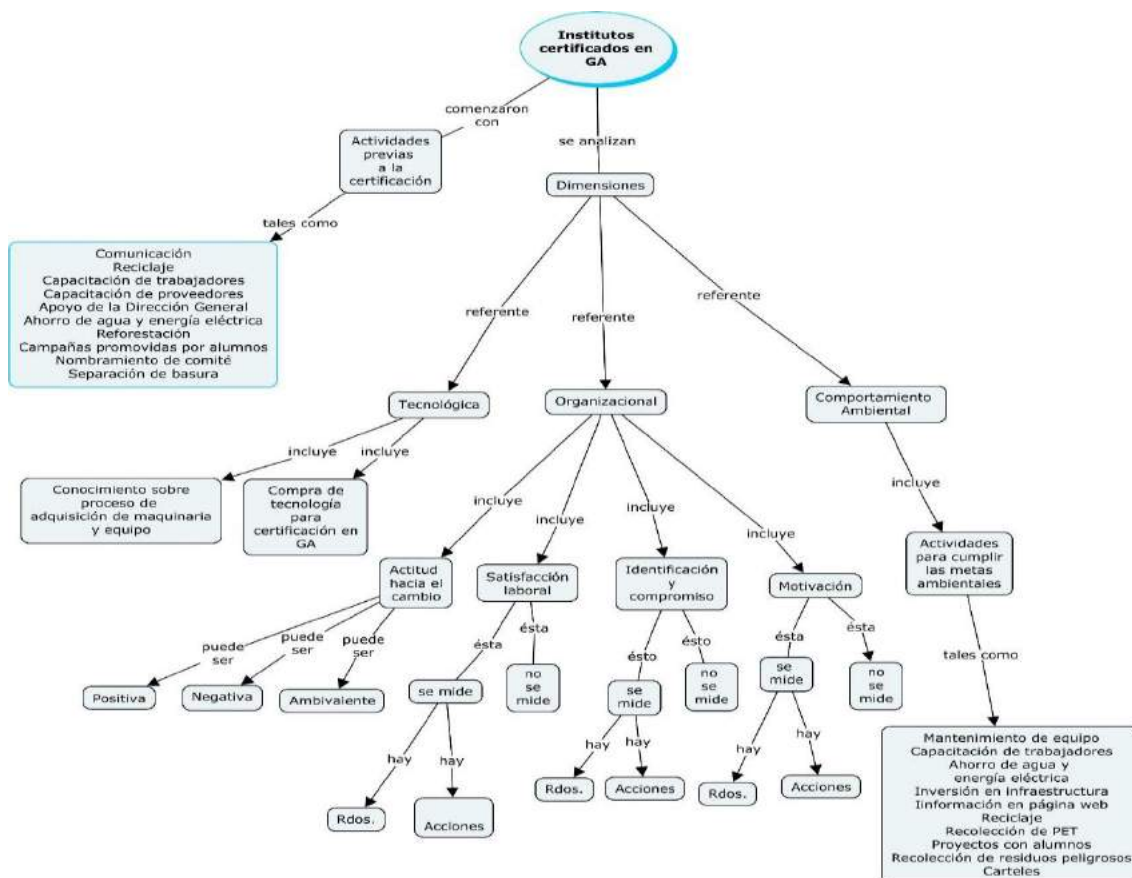 Institutos
certificados en
GA
comenzaron
con
se analizan
Actividades
previas
a la
certificación
Dimensiones
tales como
Comunicación
Reciclaje
Capacitación de trabajadores
Capacitación de proveedores
Apoyo de la Dirección General
Ahorro de agua y energía eléctrica
Reforestación
Campañas promovidas por alumnos
Nombramiento de comité
Separación de basura
referente
referente
referente
Tecnológica
Organizacional
Comportamiento
Ambiental
incluye
incluye
Conocimiento sobre
proceso de
adquisición de maquinaria
y equipo
Compra de
tecnología
para
certificación en
GA
incluye
incluye
incluye
incluye
incluye
Actitud
hacia el
cambio
Satisfacción
laboral
Identificación
y
compromiso
Motivación
Actividades
para cumplir
las metas
ambientales
puede
ser
puede
ser
puede
ser
ésta
ésta
ésto
ésto
ésta
ésta
tales como
Positiva
Negativa
Ambivalente
se mide
no
se
mide
se
mide
no
se
mide
se
mide
no
se
mide
hay
hay
hay
hay
hay
hay
Rdos.
Acciones
Rdos.
Acciones
Rdos.
Acciones
Mantenimiento de equipo
Capacitación de trabajadores
Ahorro de agua y
energía eléctrica
Inversión en infraestructura
Iinformación en página web
Reciclaje
Recolección de PET
Proyectos con alumnos
Recolección de residuos peligrosos
Carteles